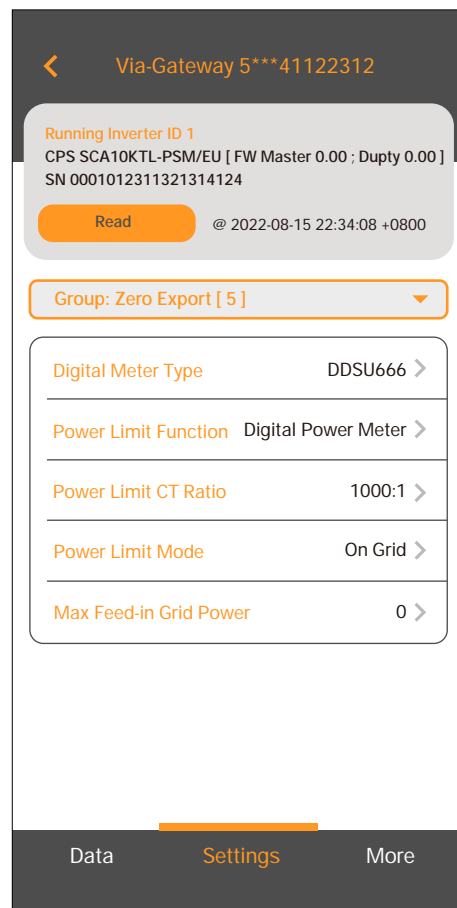 Via-Gateway 5***41122312
Running Inverter ID 1
CPS SCA10KTL-PSM/EU [ FW Master 0.00 ; Dupty 0.00 ]
SN 0001012311321314124
Read @ 2022-08-15 22:34:08 +0800
Group: Zero Export [ 5 ]
Digital Meter Type DDSU666
Power Limit Function Digital Power Meter
Power Limit CT Ratio 1000:1
Power Limit Mode On Grid
Max Feed-in Grid Power 0
Data Settings More